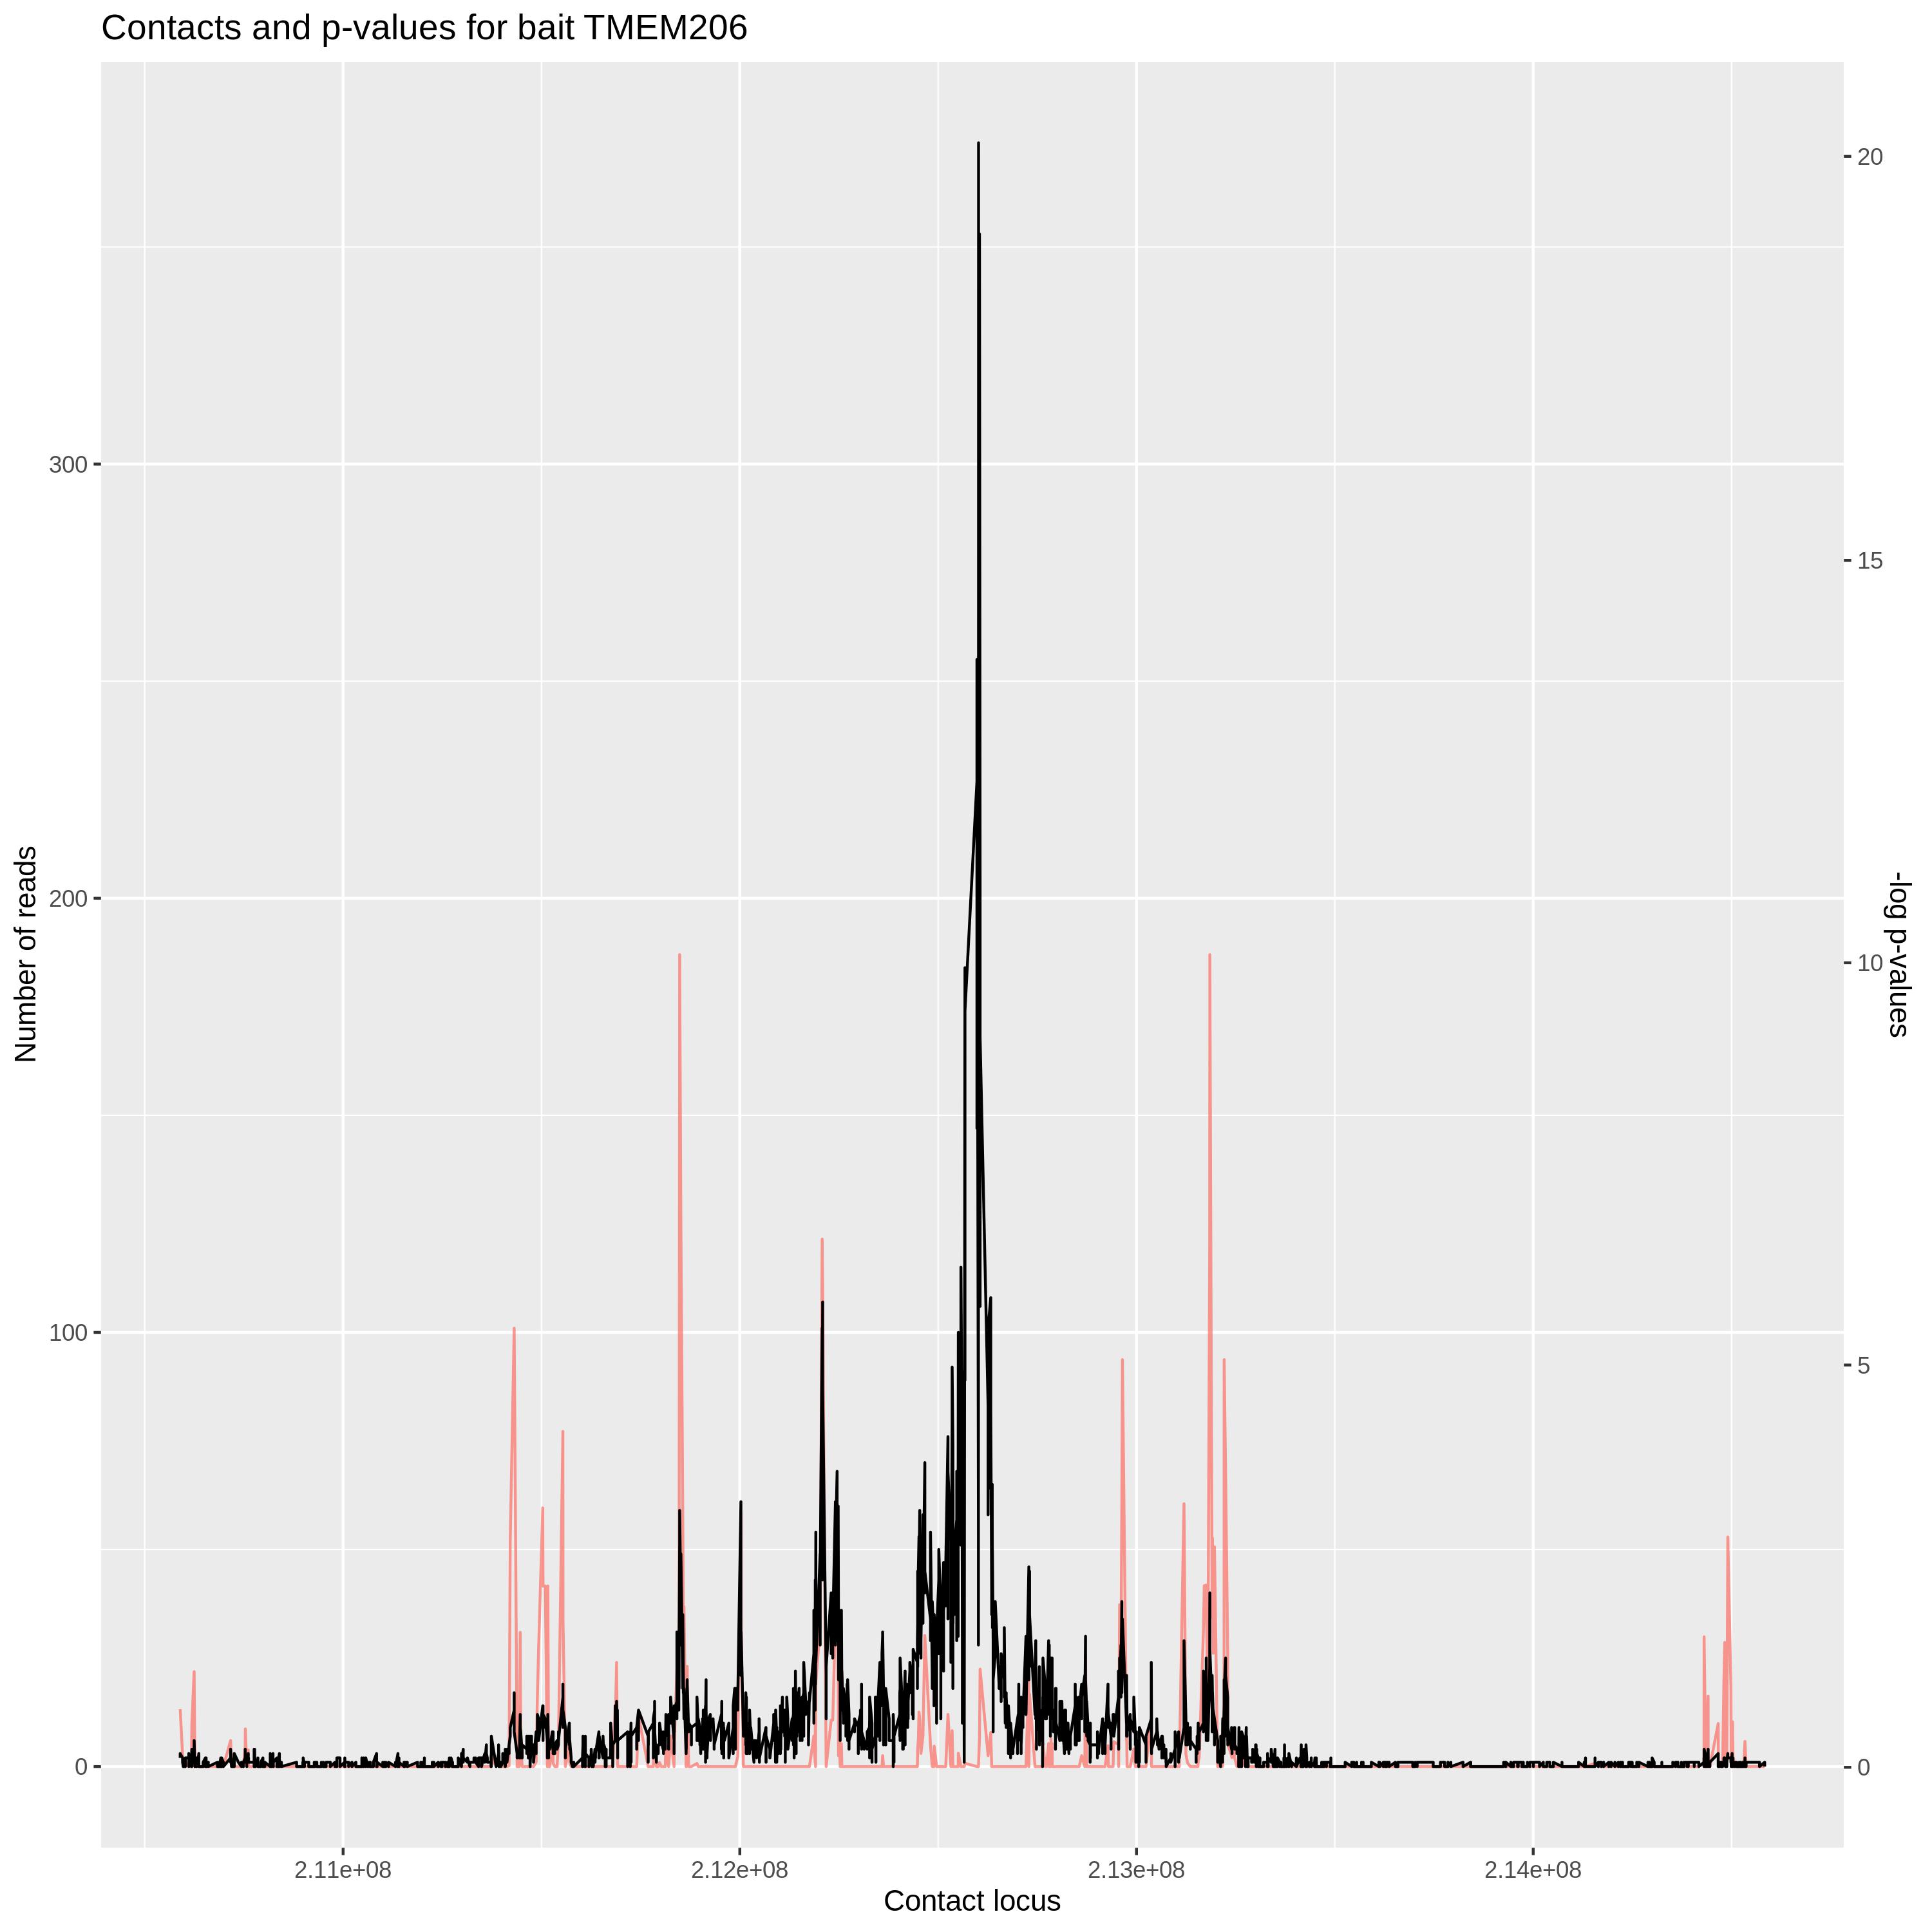 Contacts and p-values for bait TMEM206
Number of reads
300
200
100
0
20
15
10
5
0
-log p-values
2.11e+08 2.12e+08 2.13e+08 2.14e+08
Contact locus